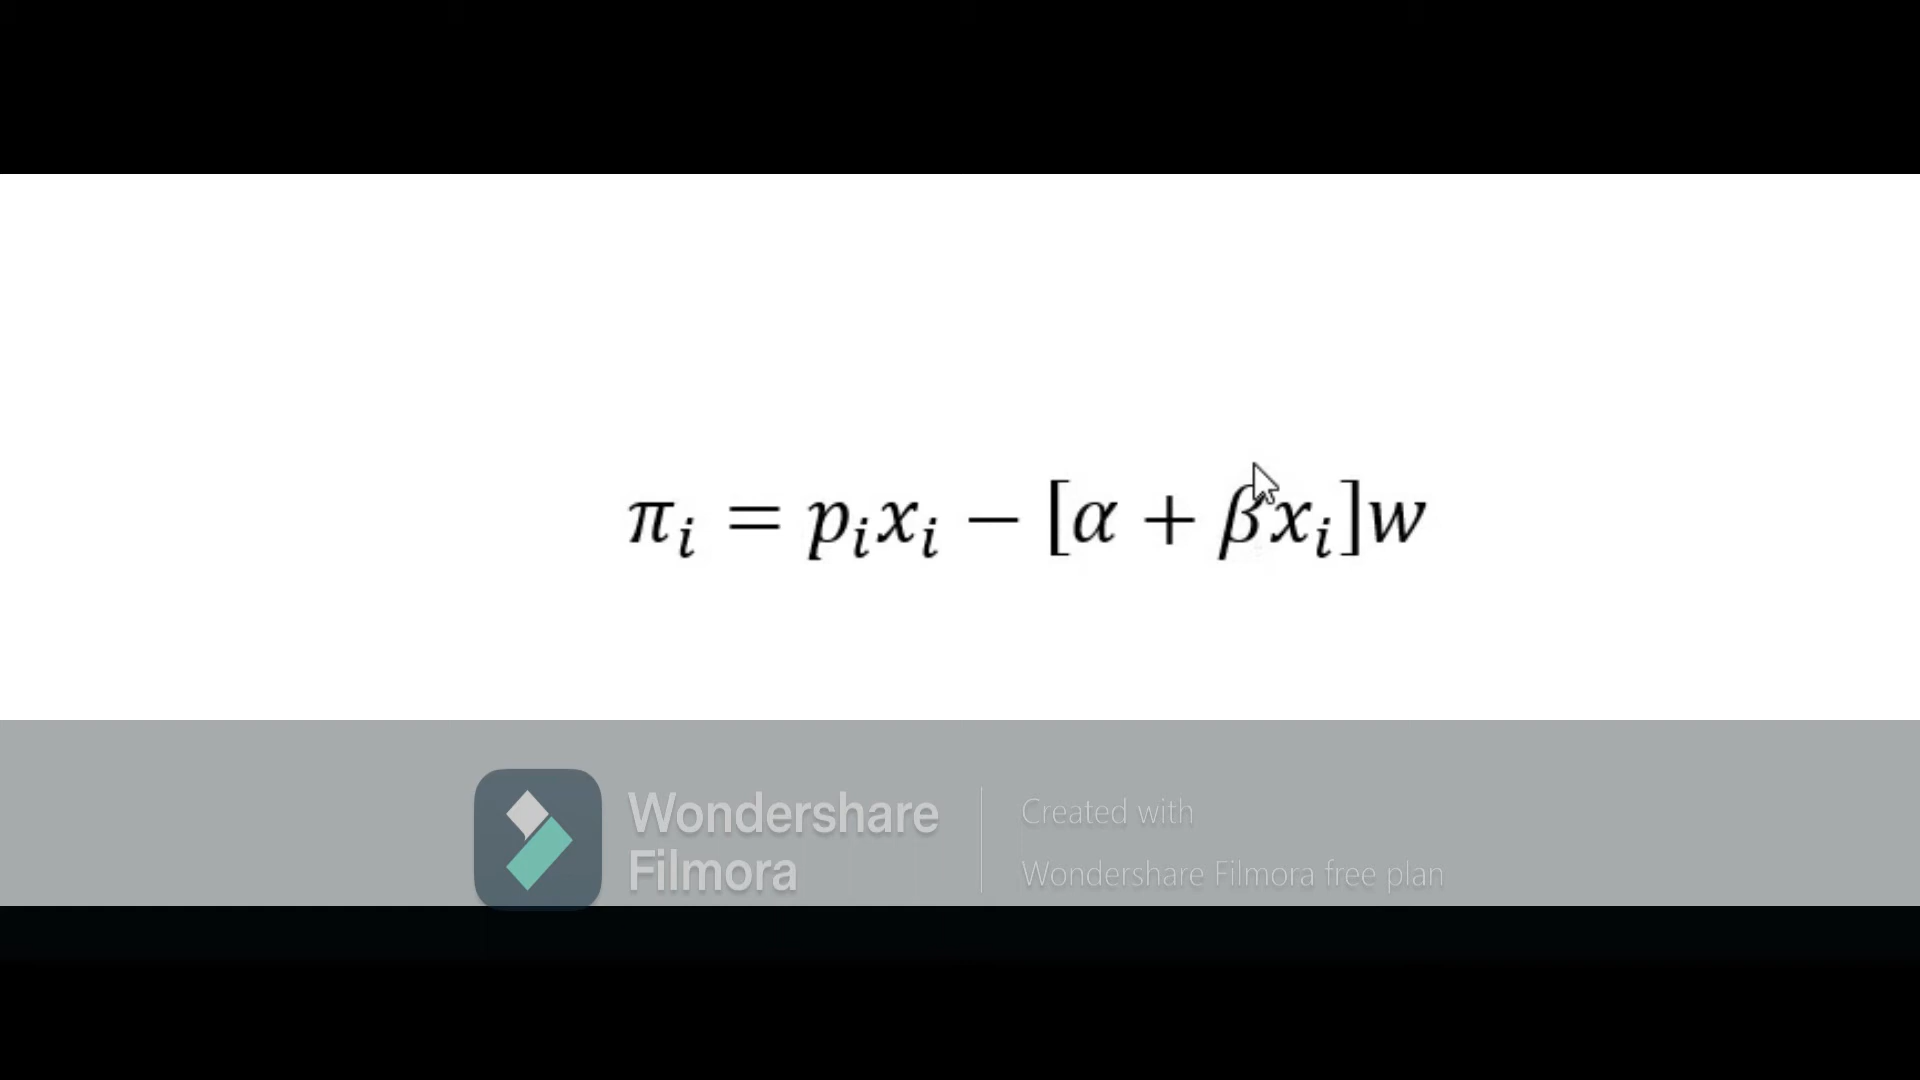 πᵢ = pᵢxᵢ − [α + βxᵢ]w
Wondershare
Filmora
Created with
Wondershare Filmora free plan